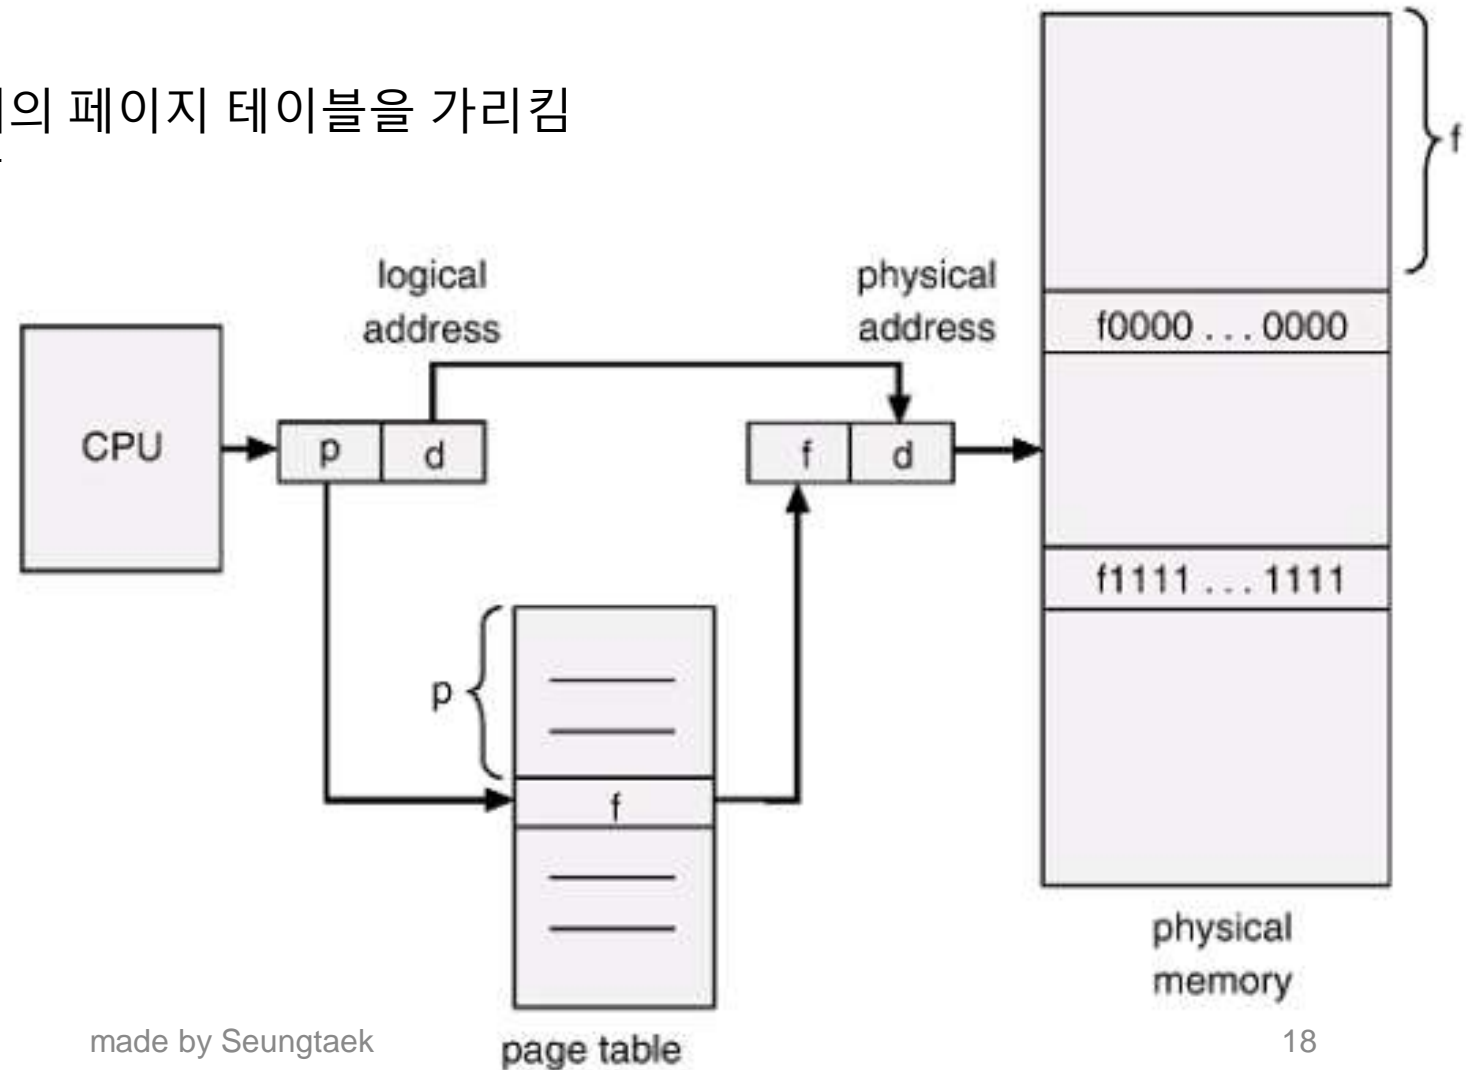 의 페이지 테이블을 가리킴
f
logical
address
physical
address
f0000 . . . 0000
CPU
p
d
f
d
f1111 . . . 1111
p
f
physical
memory
page table
made by Seungtaek
18